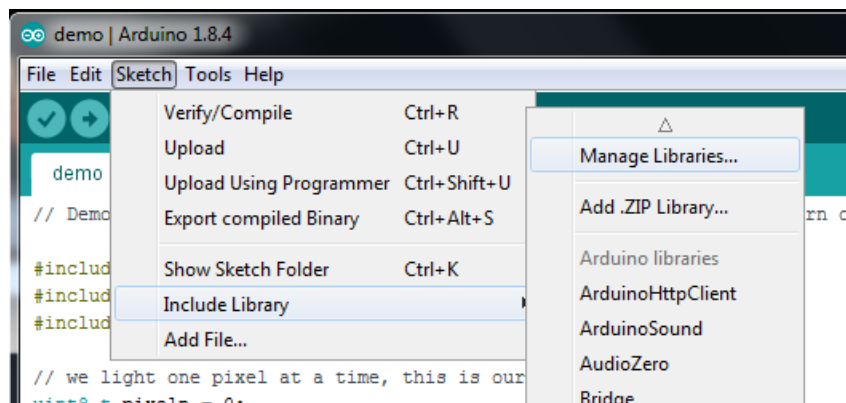 demo | Arduino 1.8.4
File Edit Sketch Tools Help
Verify/Compile Ctrl+R
Upload Ctrl+U
Upload Using Programmer Ctrl+Shift+U
Export compiled Binary Ctrl+Alt+S
Show Sketch Folder Ctrl+K
Include Library
Add File...
Manage Libraries...
Add .ZIP Library...
Arduino libraries
ArduinoHttpClient
ArduinoSound
AudioZero
Bridge
demo
// Demo
#includ
#includ
#includ
// we light one pixel at a time, this is our